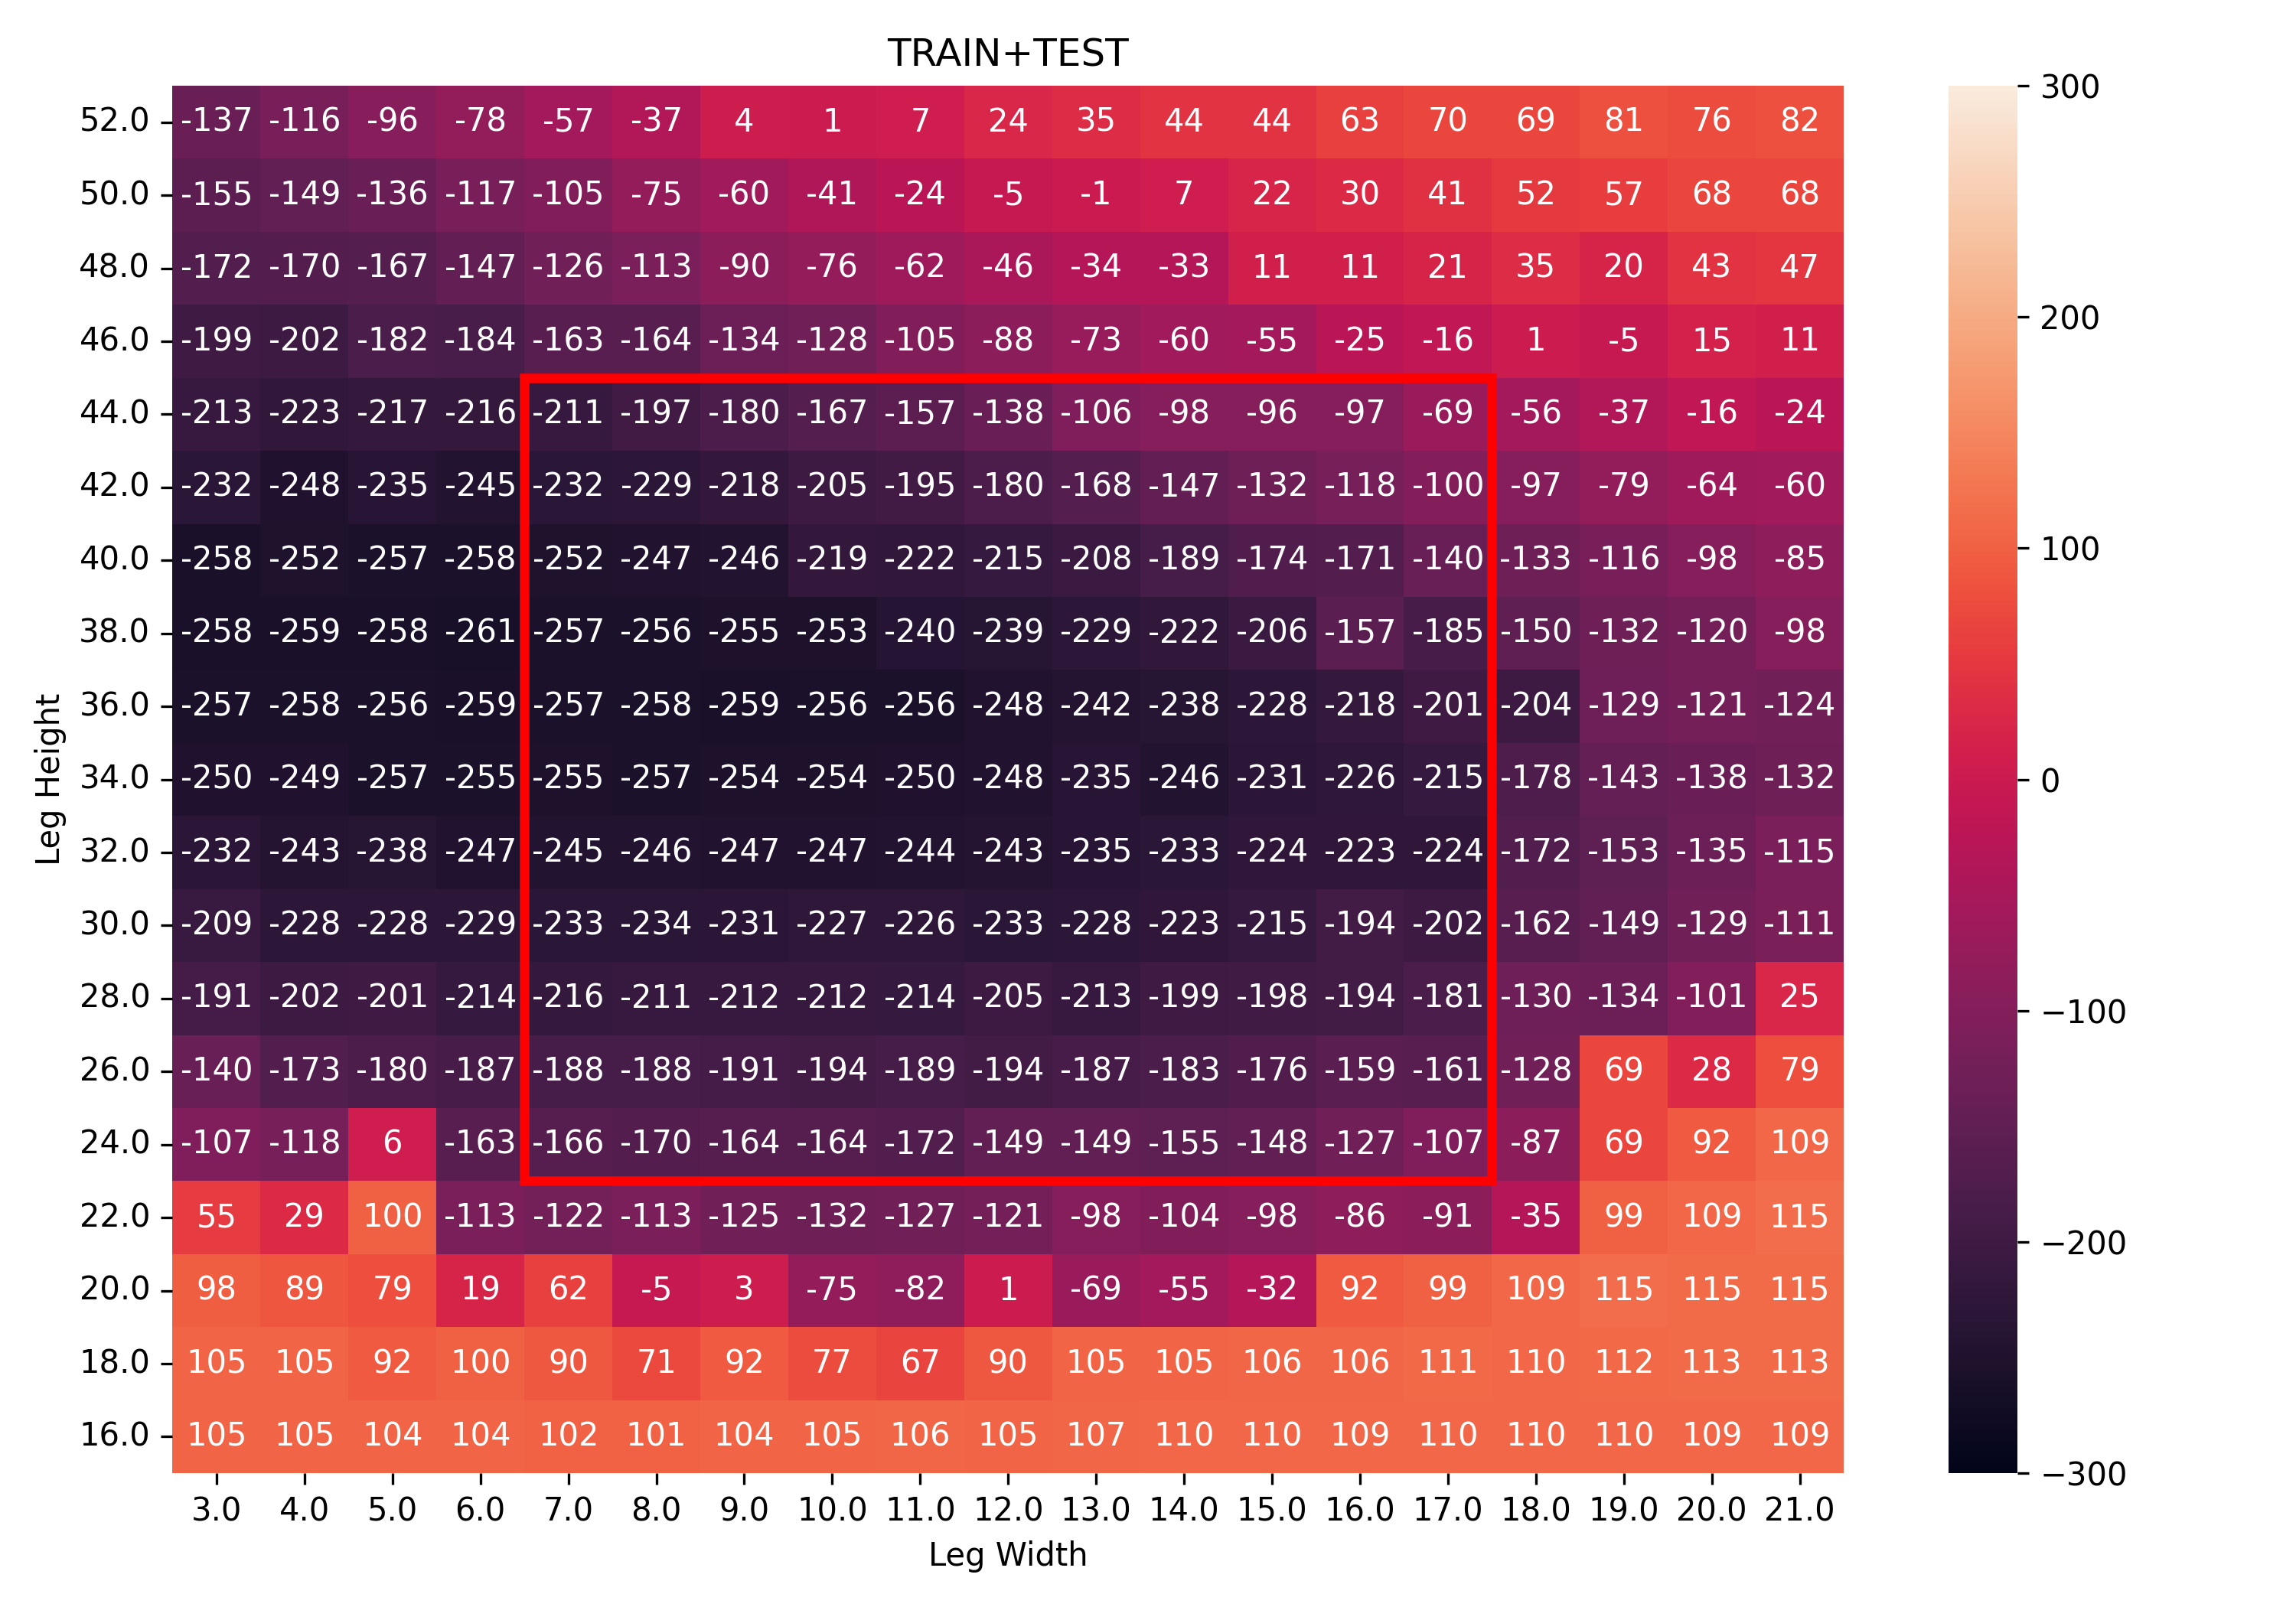 TRAIN+TEST
52.0 -137 -116 -96 -78 -57 -37 4 1 7 24 35 44 44 63 70 69 81 76 82
50.0 -155 -149 -136 -117 -105 -75 -60 -41 -24 -5 -1 7 22 30 41 52 57 68 68
48.0 -172 -170 -167 -147 -126 -113 -90 -76 -62 -46 -34 -33 11 11 21 35 20 43 47
46.0 -199 -202 -182 -184 -163 -164 -134 -128 -105 -88 -73 -60 -55 -25 -16 1 -5 15 11
44.0 -213 -223 -217 -216 -211 -197 -180 -167 -157 -138 -106 -98 -96 -97 -69 -56 -37 -16 -24
42.0 -232 -248 -235 -245 -232 -229 -218 -205 -195 -180 -168 -147 -132 -118 -100 -97 -79 -64 -60
40.0 -258 -252 -257 -258 -252 -247 -246 -219 -222 -215 -208 -189 -174 -171 -140 -133 -116 -98 -85
38.0 -258 -259 -258 -261 -257 -256 -255 -253 -240 -239 -229 -222 -206 -157 -185 -150 -132 -120 -98
36.0 -257 -258 -256 -259 -257 -258 -259 -256 -256 -248 -242 -238 -228 -218 -201 -204 -129 -121 -124
34.0 -250 -249 -257 -255 -255 -257 -254 -254 -250 -248 -235 -246 -231 -226 -215 -178 -143 -138 -132
32.0 -232 -243 -238 -247 -245 -246 -247 -247 -244 -243 -235 -233 -224 -223 -224 -172 -153 -135 -115
30.0 -209 -228 -228 -229 -233 -234 -231 -227 -226 -233 -228 -223 -215 -194 -202 -162 -149 -129 -111
28.0 -191 -202 -201 -214 -216 -211 -212 -212 -214 -205 -213 -199 -198 -194 -181 -130 -134 -101 25
26.0 -140 -173 -180 -187 -188 -188 -191 -194 -189 -194 -187 -183 -176 -159 -161 -128 69 28 79
24.0 -107 -118 6 -163 -166 -170 -164 -164 -172 -149 -149 -155 -148 -127 -107 -87 69 92 109
22.0 55 29 100 -113 -122 -113 -125 -132 -127 -121 -98 -104 -98 -86 -91 -35 99 109 115
20.0 98 89 79 19 62 -5 3 -75 -82 1 -69 -55 -32 92 99 109 115 115 115
18.0 105 105 92 100 90 71 92 77 67 90 105 105 106 106 111 110 112 113 113
16.0 105 105 104 104 102 101 104 105 106 105 107 110 110 109 110 110 110 109 109
3.0 4.0 5.0 6.0 7.0 8.0 9.0 10.0 11.0 12.0 13.0 14.0 15.0 16.0 17.0 18.0 19.0 20.0 21.0
Leg Width
Leg Height
300
200
100
0
−100
−200
−300